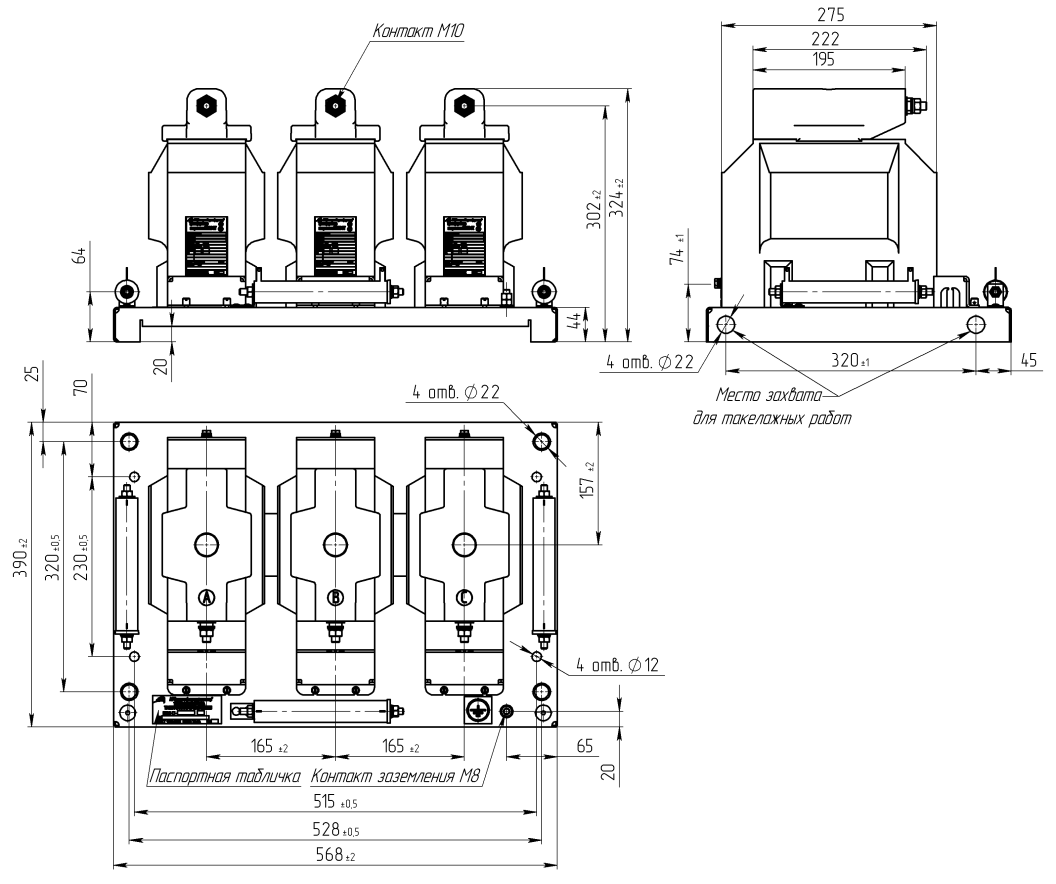 Контакт М10
275
222
195
64
20
44
302±2
324±2
74 ±1
4 отв. ∅22
320±1
45
Место захвата
для такелажных работ
25
70
4 отв. ∅22
157 ±2
390±2
320±0,5
230±0,5
А
В
С
4 отв. ∅12
165 ±2
165 ±2
65
20
Паспортная табличка
Контакт заземления М8
515 ±0,5
528±0,5
568±2